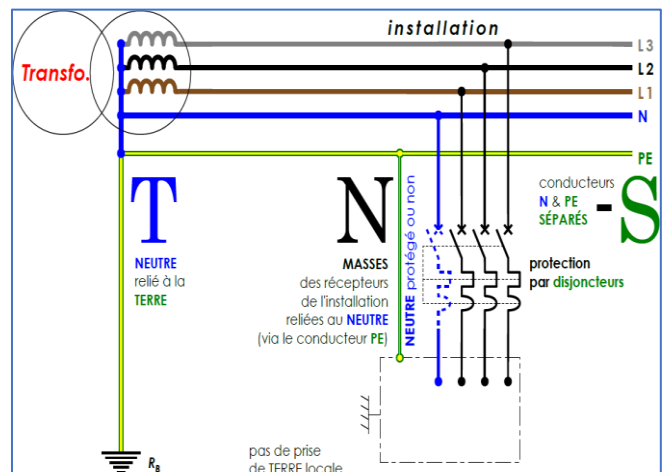 installation
Transfo.
L3
L2
L1
N
PE
T
NEUTRE
relié à la
TERRE
N
MASSES
des récepteurs
de l'installation
reliées au NEUTRE
(via le conducteur PE)
NEUTRE protégé ou non
conducteurs
N & PE
SÉPARÉS
-S
protection
par disjoncteurs
R_B
pas de prise
de TERRE locale